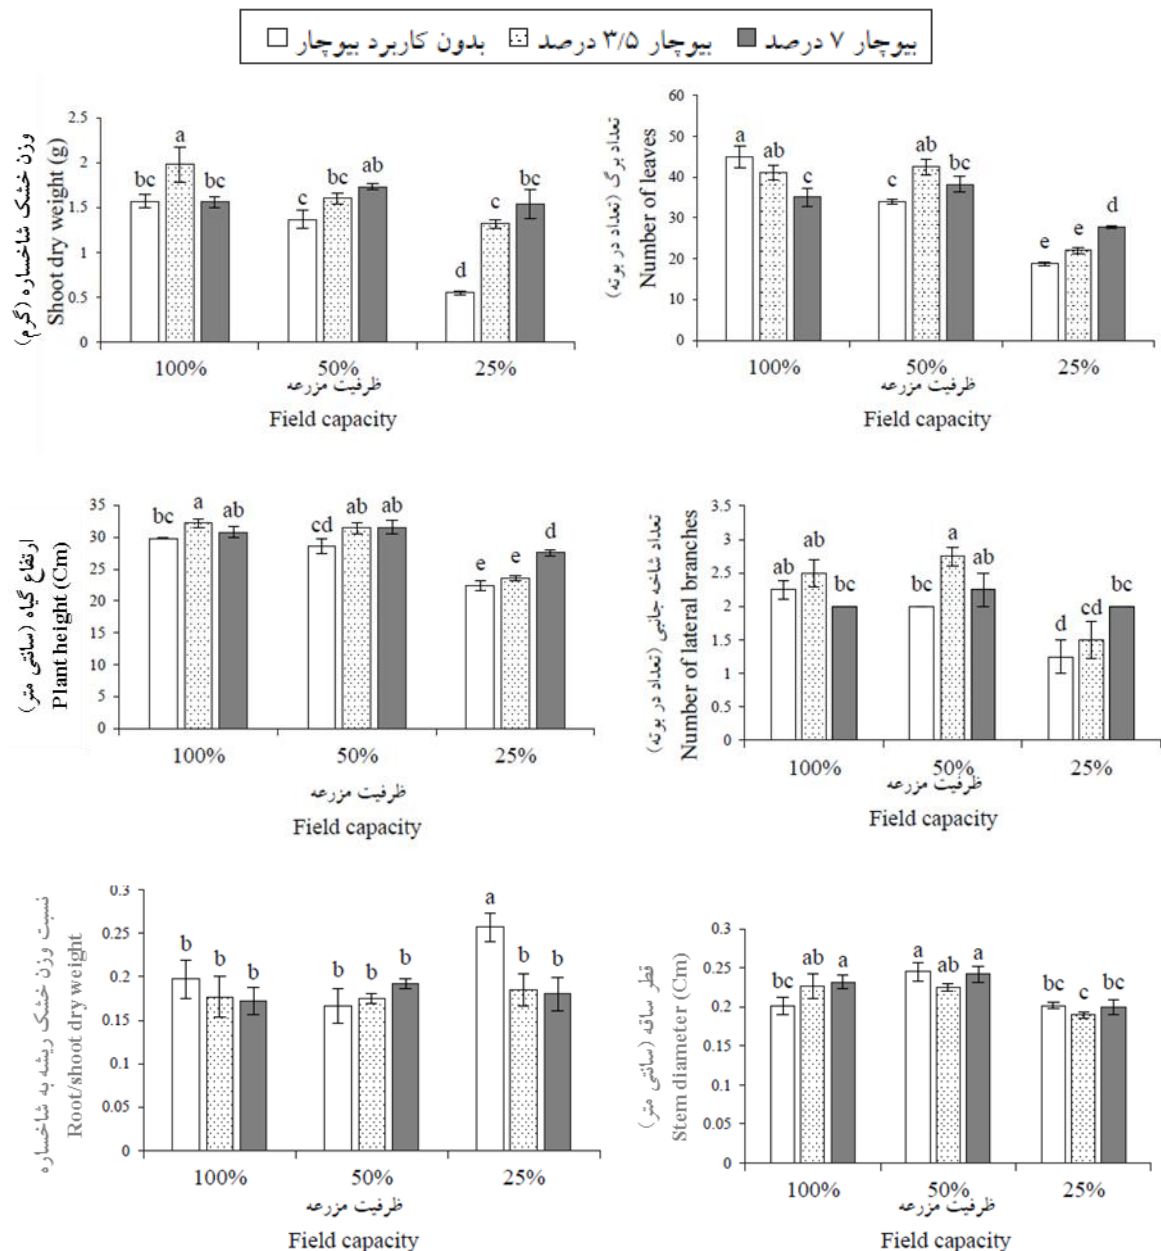 بدون کاربرد بیوچار بیوچار ۳/۵ درصد بیوچار ۷ درصد
وزن خشک شاخساره (گرم)
Shoot dry weight (g)
2.5
2
1.5
1
0.5
0
bc a bc c bc ab d c bc
100% 50% 25%
ظرفیت مزرعه
Field capacity
تعداد برگ (تعداد در بوته)
Number of leaves
60
50
40
30
20
10
0
a ab c c ab bc e e d
100% 50% 25%
ظرفیت مزرعه
Field capacity
ارتفاع گیاه (سانتی متر)
Plant height (Cm)
35
30
25
20
15
10
5
0
bc a ab cd ab ab e e d
100% 50% 25%
ظرفیت مزرعه
Field capacity
تعداد شاخه جانبی (تعداد در بوته)
Number of lateral branches
3.5
3
2.5
2
1.5
1
0.5
0
ab ab bc bc a ab d cd bc
100% 50% 25%
ظرفیت مزرعه
Field capacity
نسبت وزن خشک ریشه به شاخساره
Root/shoot dry weight
0.3
0.25
0.2
0.15
0.1
0.05
0
b b b b b b a b b
100% 50% 25%
ظرفیت مزرعه
Field capacity
قطر ساقه (سانتی متر)
Stem diameter (Cm)
0.3
0.25
0.2
0.15
0.1
0.05
0
bc ab a a ab a bc c bc
100% 50% 25%
ظرفیت مزرعه
Field capacity